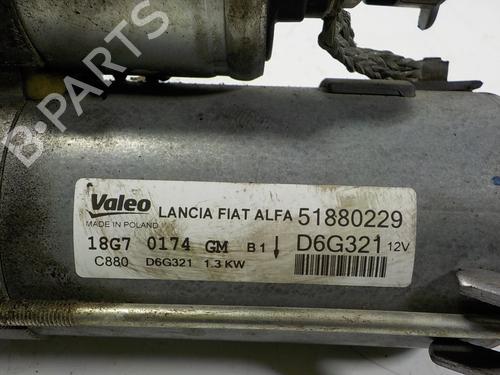 B-PARTS
Valeo LANCIA FIAT ALFA 51880229
MADE IN POLAND
18G7 0174 GM B1 D6G321 12V
C880 D6G321 1.3 KW